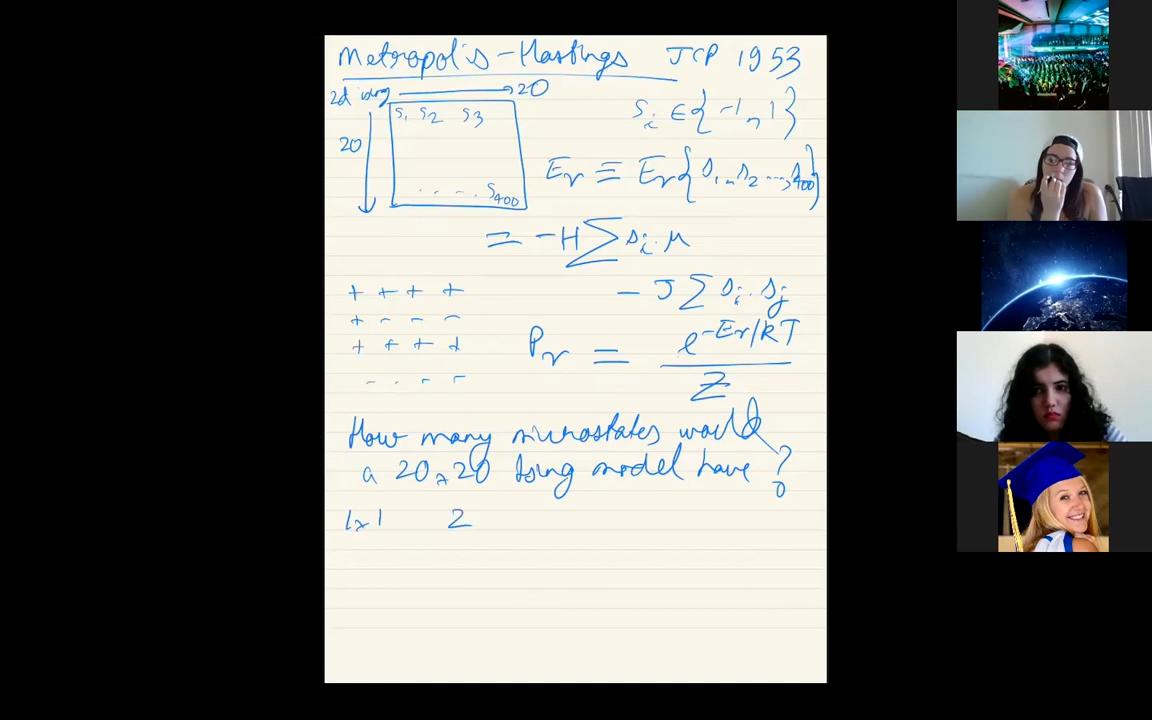 Metropolis-Hastings JCP 1953
2d ising 20
20
S1 S2 S3
.. .. . S400
si ∈ {-1, 1}
Er ≡ Er{s1, s2 ..., s400}
= -H∑si.μ
- J∑si.sj
+ + + +
+ - - -
+ + + +
- . - -
Pr = e^-Er/kT / Z
How many microstates would
a 20x20 Ising model have?
1x1 2